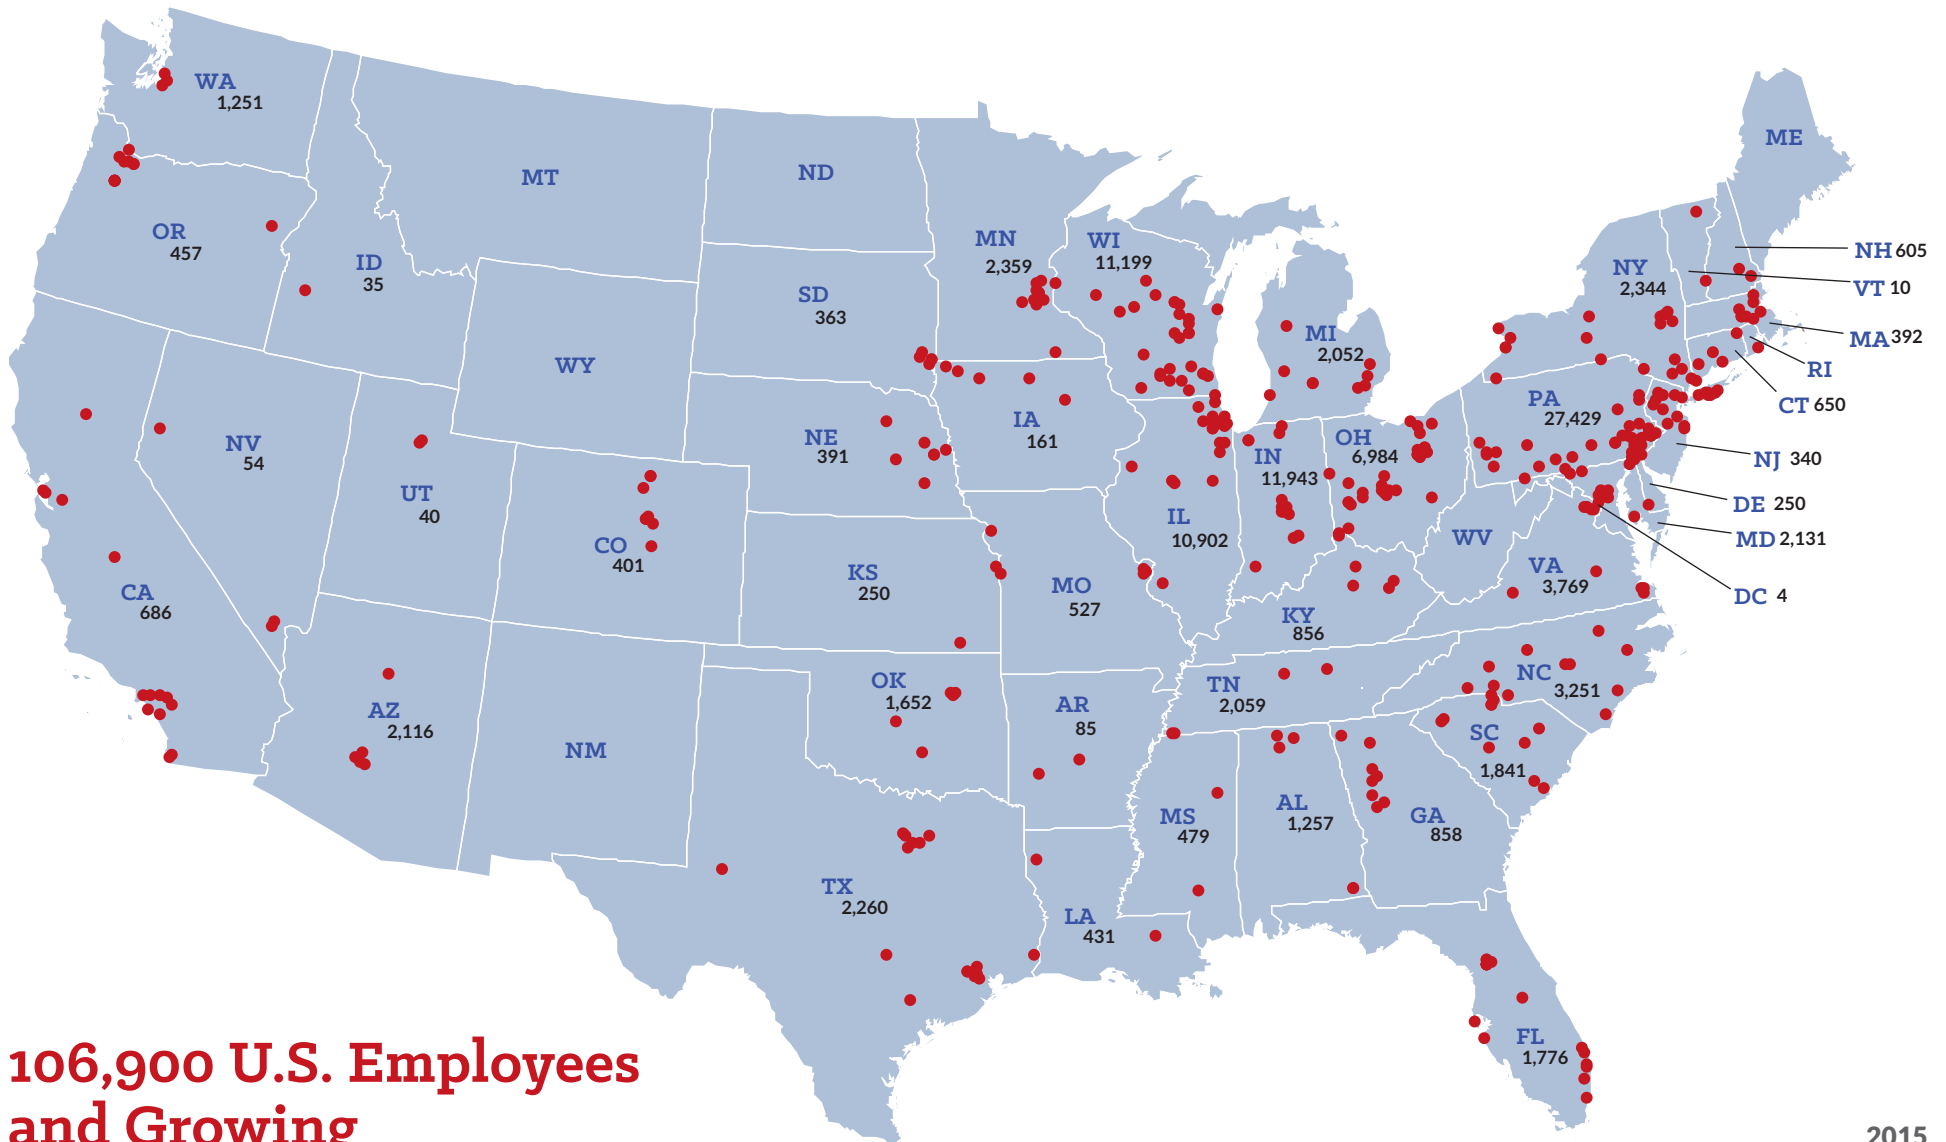 WA
1,251
ME
MT
ND
OR
457
MN
2,359
WI
11,199
NH 605
ID
35
NY
2,344
VT 10
SD
363
MI
2,052
MA 392
WY
RI
PA
27,429
CT 650
IA
161
NE
391
OH
6,984
NV
54
IN
11,943
NJ 340
UT
40
IL
10,902
DE 250
WV
MD 2,131
CO
401
KS
250
MO
527
VA
3,769
DC 4
CA
686
KY
856
OK
1,652
TN
2,059
NC
3,251
AZ
2,116
AR
85
SC
1,841
NM
MS
479
AL
1,257
GA
858
TX
2,260
LA
431
FL
1,776
106,900 U.S. Employees
and Growing
2015